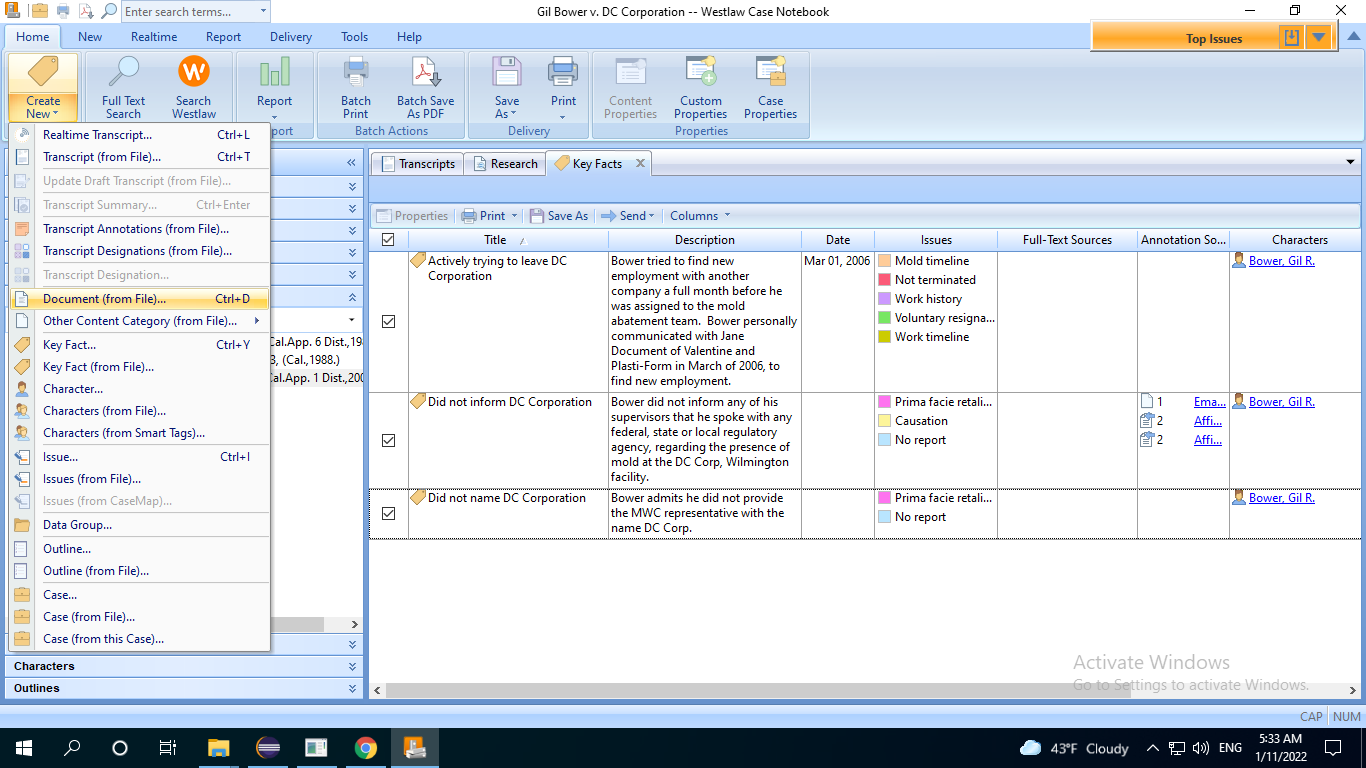 Enter search terms...
Gil Bower v. DC Corporation -- Westlaw Case Notebook
Home
New
Realtime
Report
Delivery
Tools
Help
Top Issues
Create
New
Full Text
Search
Search
Westlaw
Report
Batch
Print
Batch Save
As PDF
Save
As
Print
Content
Properties
Custom
Properties
Case
Properties
port
Batch Actions
Delivery
Properties
Realtime Transcript... Ctrl+L
Transcript (from File)... Ctrl+T
Update Draft Transcript (from File)...
Transcript Summary... Ctrl+Enter
Transcript Annotations (from File)...
Transcript Designations (from File)...
Transcript Designation...
Document (from File)... Ctrl+D
Other Content Category (from File)...
Key Fact... Ctrl+Y
Key Fact (from File)...
Character...
Characters (from File)...
Characters (from Smart Tags)...
Issue... Ctrl+I
Issues (from File)...
Issues (from CaseMap)...
Data Group...
Outline...
Outline (from File)...
Case...
Case (from File)...
Case (from this Case)...
Cal.App. 6 Dist.,198
3, (Cal.,1988.)
Cal.App. 1 Dist.,200
Characters
Outlines
Transcripts
Research
Key Facts
Properties
Print
Save As
Send
Columns
Title
Description
Date
Issues
Full-Text Sources
Annotation So...
Characters
Actively trying to leave DC
Corporation
Bower tried to find new
employment with another
company a full month before he
was assigned to the mold
abatement team. Bower personally
communicated with Jane
Document of Valentine and
Plasti-Form in March of 2006, to
find new employment.
Mar 01, 2006
Mold timeline
Not terminated
Work history
Voluntary resigna...
Work timeline
Bower, Gil R.
Did not inform DC Corporation
Bower did not inform any of his
supervisors that he spoke with any
federal, state or local regulatory
agency, regarding the presence of
mold at the DC Corp, Wilmington
facility.
Prima facie retali...
Causation
No report
1 Ema...
2 Affi...
2 Affi...
Bower, Gil R.
Did not name DC Corporation
Bower admits he did not provide
the MWC representative with the
name DC Corp.
Prima facie retali...
No report
Bower, Gil R.
Activate Windows
Go to Settings to activate Windows.
CAP
NUM
43°F Cloudy
ENG
5:33 AM
1/11/2022